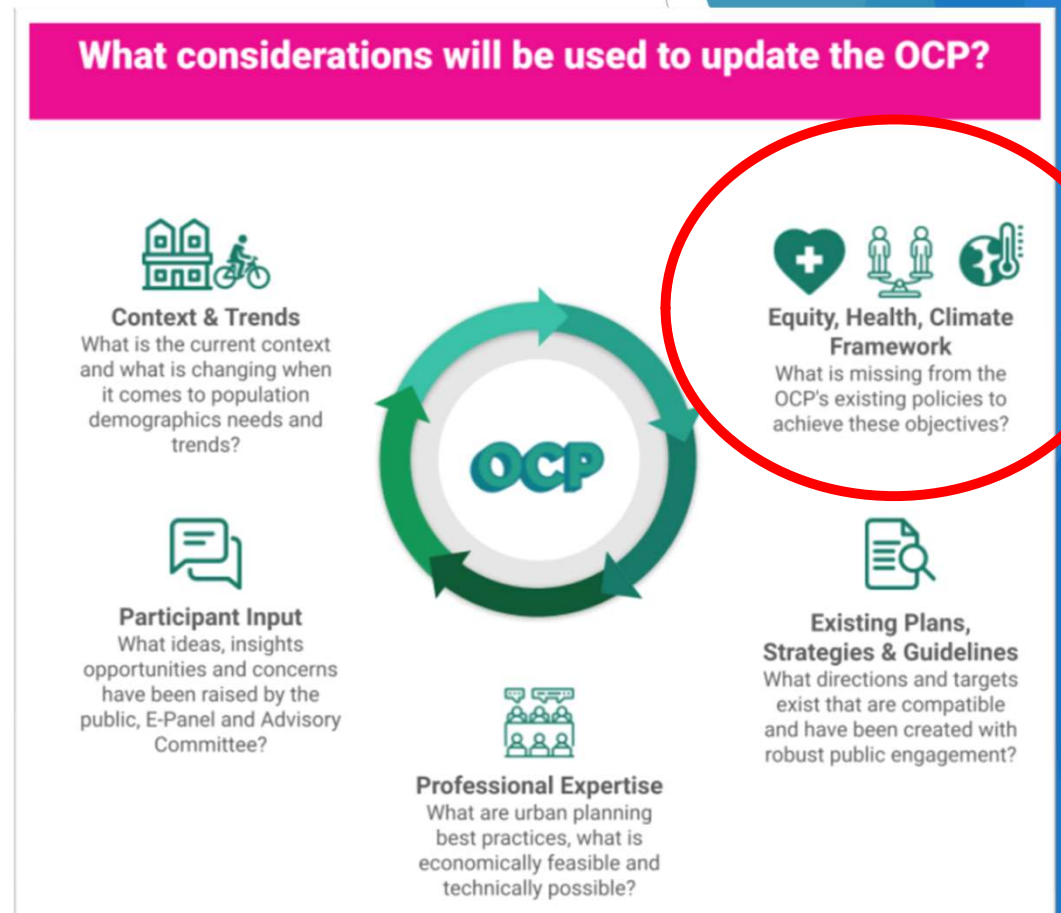 What considerations will be used to update the OCP?
Context & Trends
What is the current context
and what is changing when
it comes to population
demographics needs and
trends?
Equity, Health, Climate
Framework
What is missing from the
OCP's existing policies to
achieve these objectives?
OCP
Participant Input
What ideas, insights
opportunities and concerns
have been raised by the
public, E-Panel and Advisory
Committee?
Existing Plans,
Strategies & Guidelines
What directions and targets
exist that are compatible
and have been created with
robust public engagement?
Professional Expertise
What are urban planning
best practices, what is
economically feasible and
technically possible?